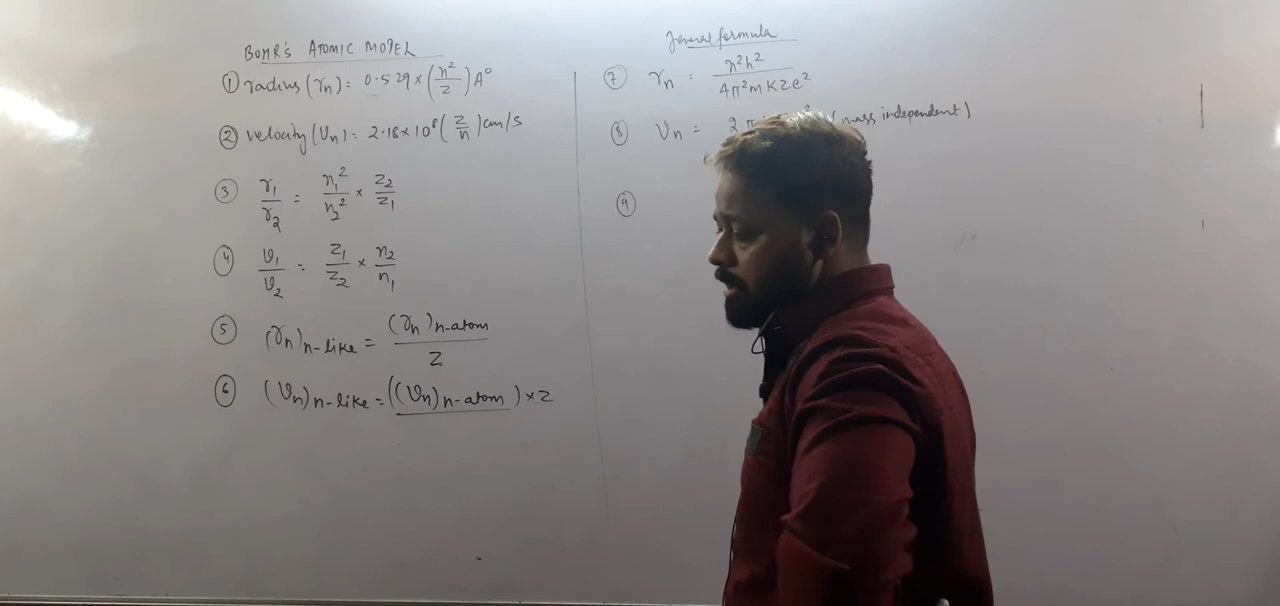 BOHR'S ATOMIC MODEL
① radius (rn) = 0.529 × (n²/Z) A⁰
② velocity (Vn) = 2.18 × 10⁸ (Z/n) cm/s
③ r₁/r₂ = n₁²/n₂² × Z₂/Z₁
④ V₁/V₂ = Z₁/Z₂ × n₂/n₁
⑤ (rn)n-like = (rn)n-atom / Z
⑥ (Vn)n-like = ((Vn)n-atom) × Z
General formula
⑦ rn = n²h² / 4π²mKZe²
⑧ Vn = 2π (mass independent)
⑨